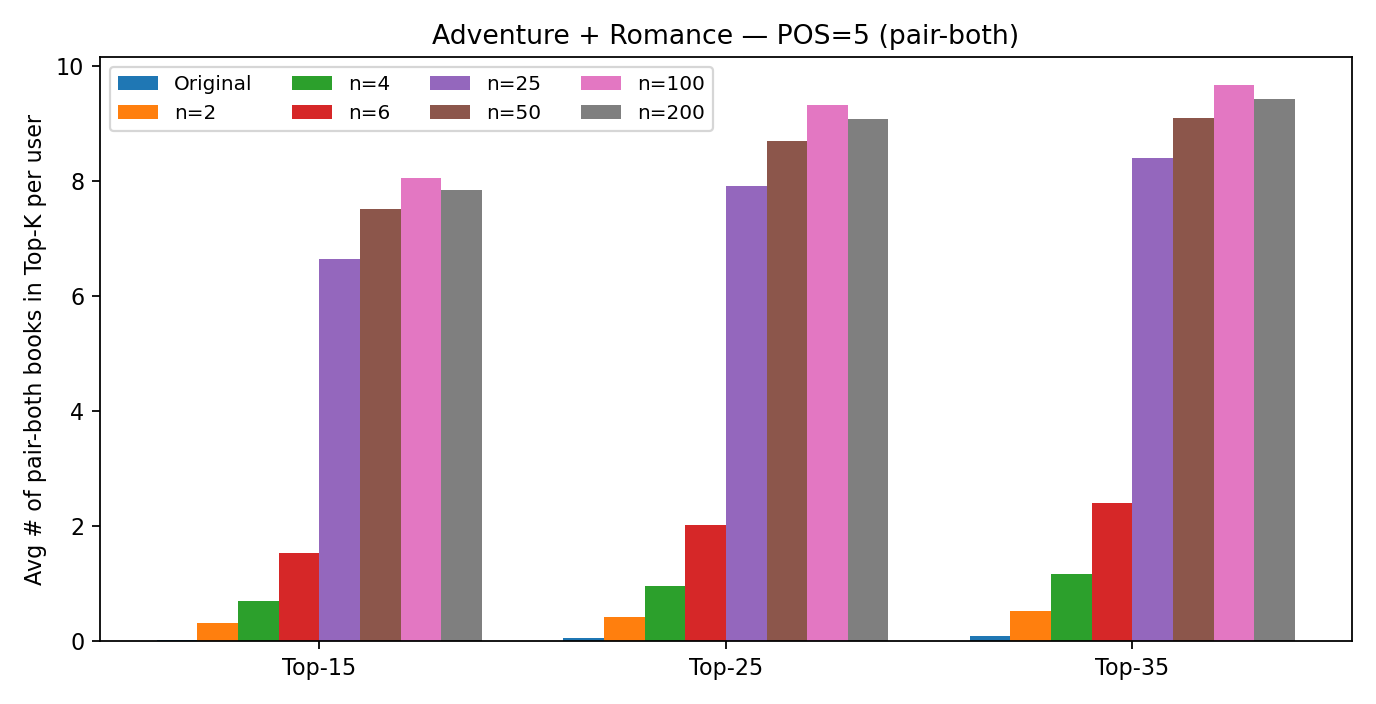 Adventure + Romance — POS=5 (pair-both)
Avg # of pair-both books in Top-K per user
10
8
6
4
2
0
Original
n=2
n=4
n=6
n=25
n=50
n=100
n=200
Top-15
Top-25
Top-35